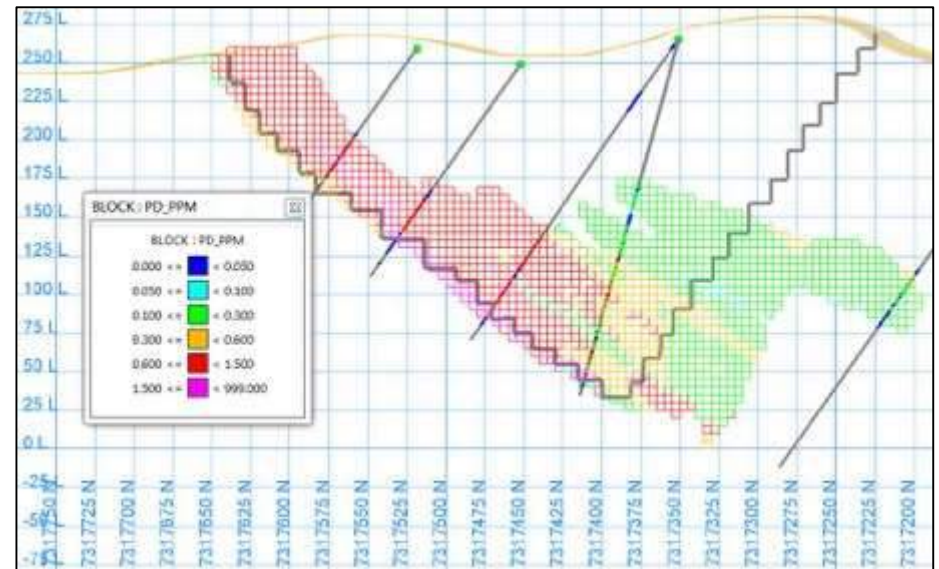 275 L
250 L
225 L
200 L
175 L
150 L
125 L
100 L
75 L
50 L
25 L
0 L
BLOCK : PD_PPM
BLOCK : PD_PPM
0.000 <= < 0.050
0.050 <= < 0.100
0.100 <= < 0.300
0.300 <= < 0.600
0.600 <= < 1.500
1.500 <= < 999.000
7317725 N
7317700 N
7317675 N
7317650 N
7317625 N
7317600 N
7317575 N
7317550 N
7317525 N
7317500 N
7317475 N
7317450 N
7317425 N
7317400 N
7317375 N
7317350 N
7317325 N
7317300 N
7317275 N
7317250 N
7317225 N
7317200 N